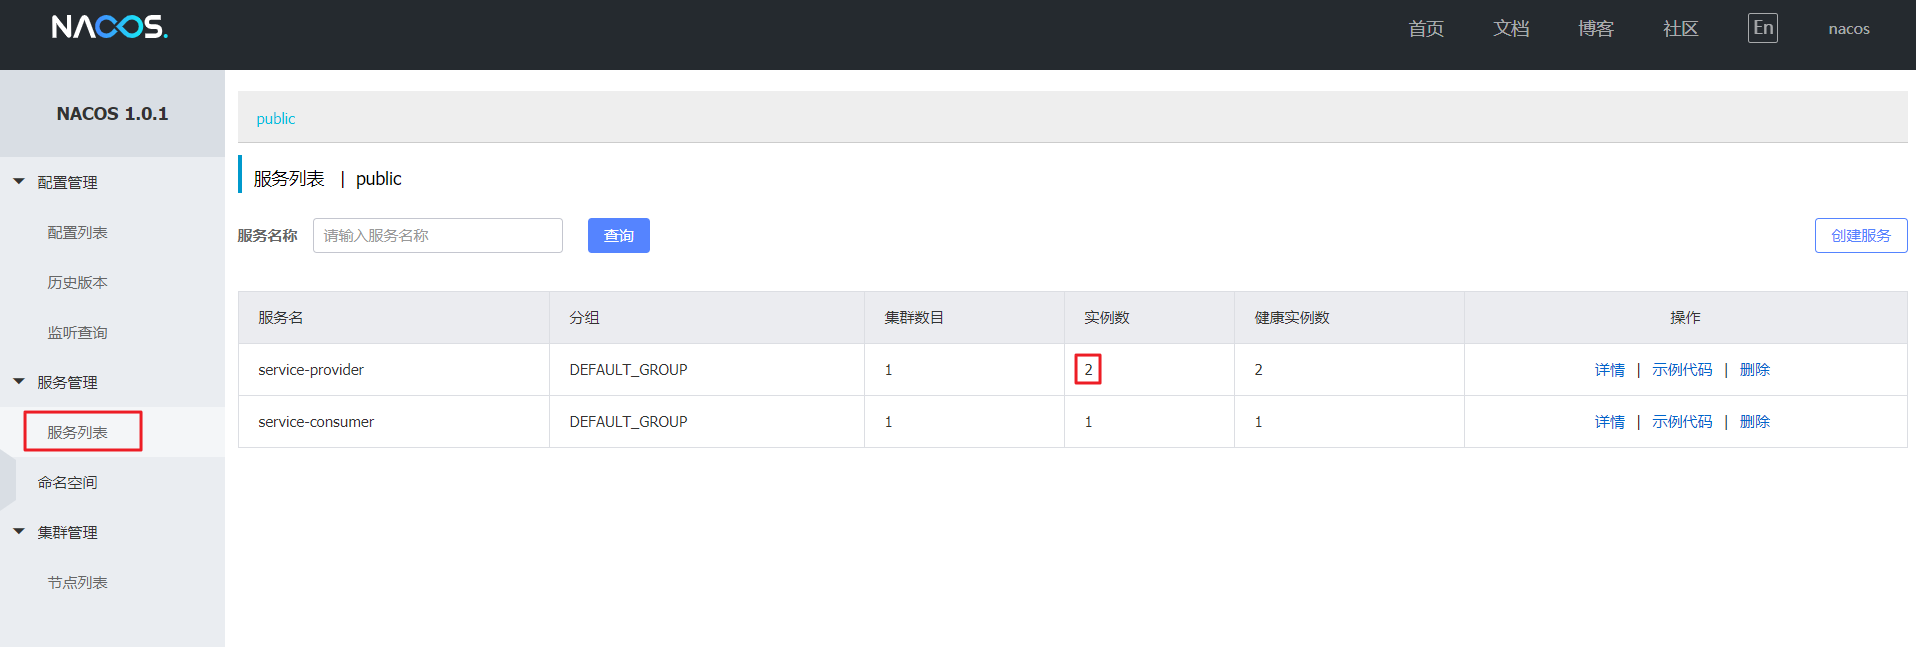 NACOS.
首页 文档 博客 社区 En nacos
NACOS 1.0.1
配置管理
配置列表
历史版本
监听查询
服务管理
服务列表
命名空间
集群管理
节点列表
public
服务列表 | public
服务名称 请输入服务名称 查询 创建服务
服务名 分组 集群数目 实例数 健康实例数 操作
service-provider DEFAULT_GROUP 1 2 2 详情 | 示例代码 | 删除
service-consumer DEFAULT_GROUP 1 1 1 详情 | 示例代码 | 删除